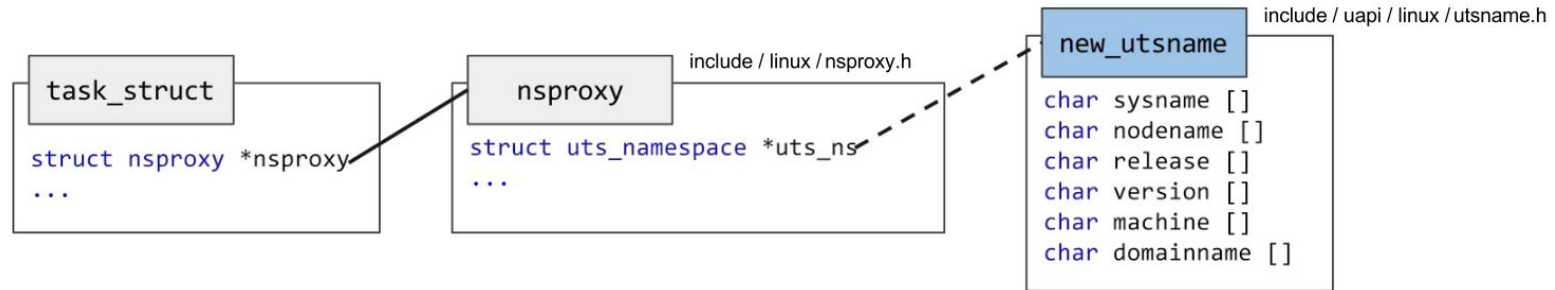 task_struct
struct nsproxy *nsproxy
...
include / linux / nsproxy.h
nsproxy
struct uts_namespace *uts_ns
...
include / uapi / linux / utsname.h
new_utsname
char sysname []
char nodename []
char release []
char version []
char machine []
char domainname []